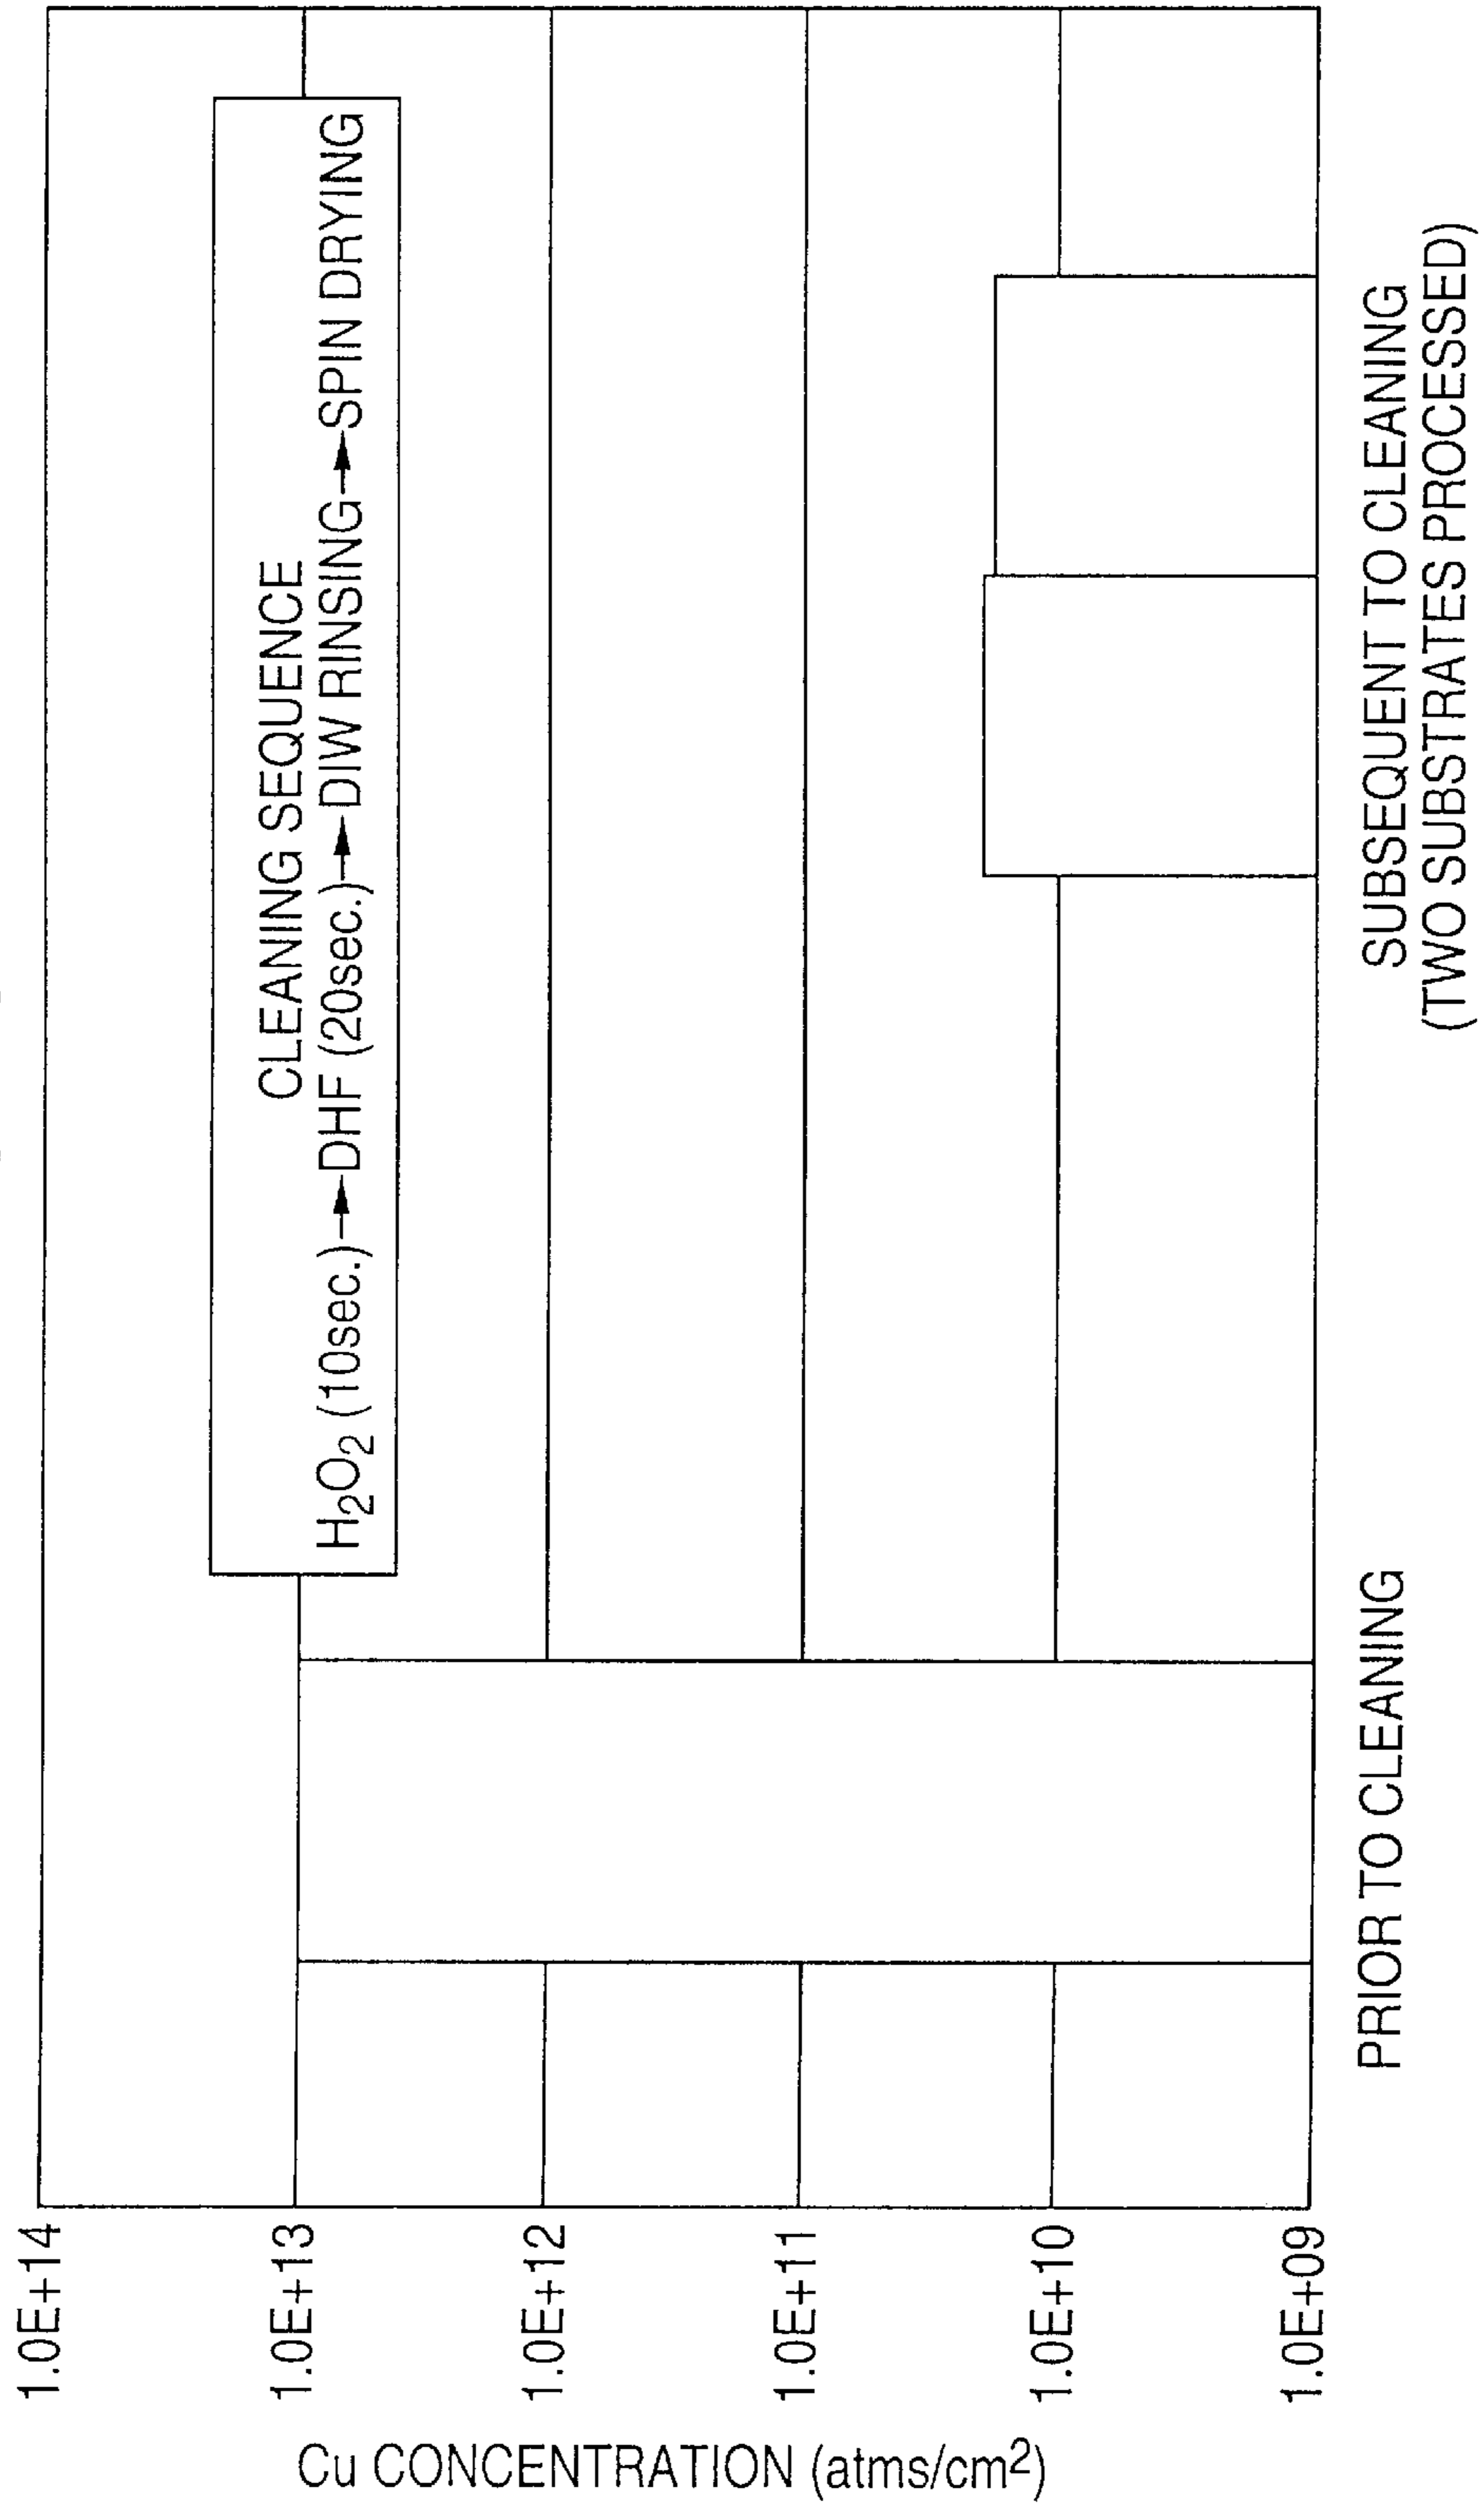 CLEANING SEQUENCE
H₂O₂ (10sec.)→DHF (20sec.)→DIW RINSING→SPIN DRYING
Cu CONCENTRATION (atms/cm²)
1.0E+14
1.0E+13
1.0E+12
1.0E+11
1.0E+10
1.0E+09
PRIOR TO CLEANING
SUBSEQUENT TO CLEANING
(TWO SUBSTRATES PROCESSED)